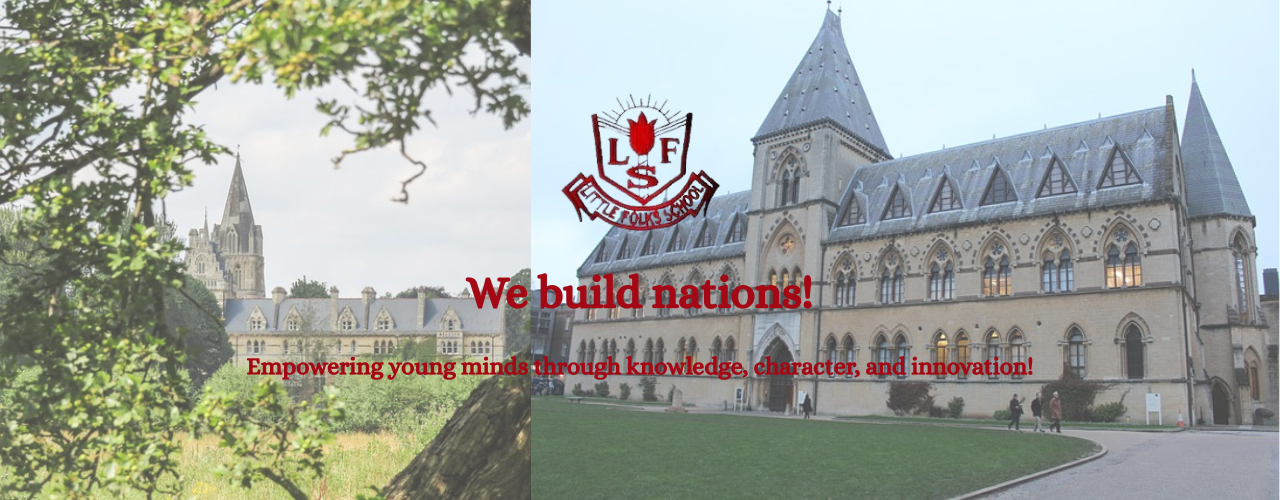 L F
S
LITTLE FOLKS SCHOOL
We build nations!
Empowering young minds through knowledge, character, and innovation!